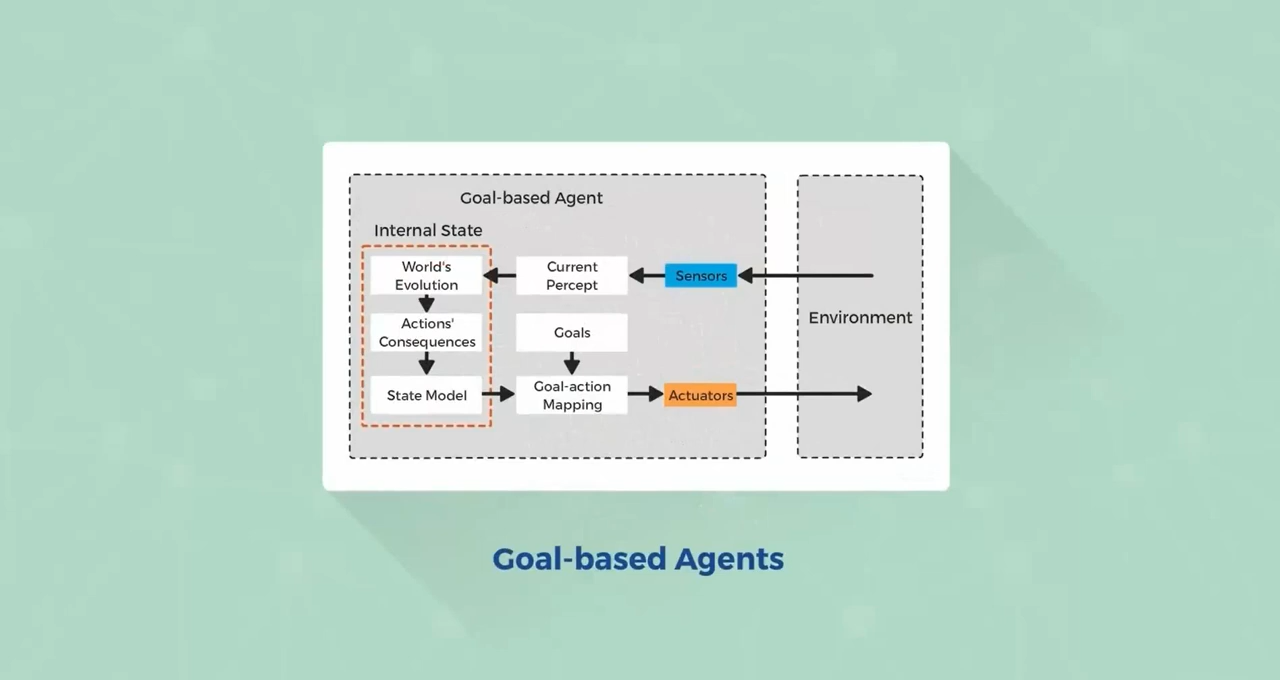 Goal-based Agent
Internal State
World's
Evolution
Current
Percept
Sensors
Actions'
Consequences
Goals
Environment
State Model
Goal-action
Mapping
Actuators
Goal-based Agents